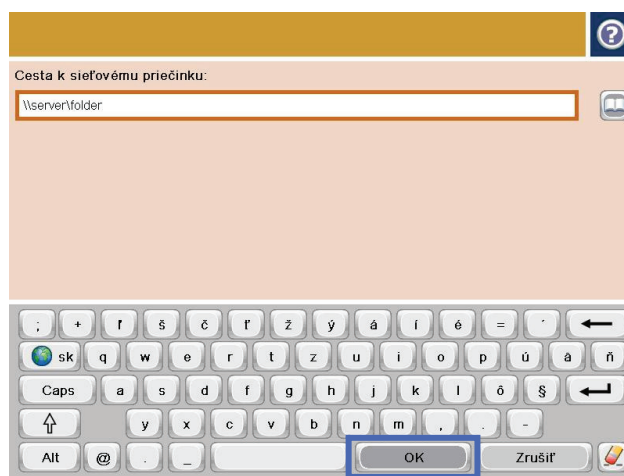 ?
Cesta k sieťovému priečinku:
\\server\folder
; + ŕ š č ľ ž ý á í é = ´
sk q w e r t z u i o p ú ä ň
Caps a s d f g h j k l ô §
y x c v b n m , . -
Alt @ . _ OK Zrušiť